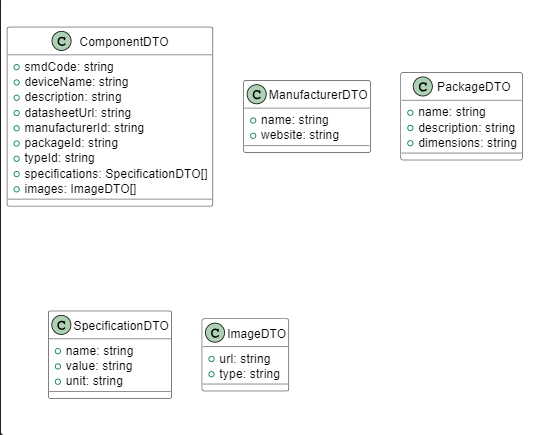 C ComponentDTO
smdCode: string
deviceName: string
description: string
datasheetUrl: string
manufacturerId: string
packageId: string
typeId: string
specifications: SpecificationDTO[]
images: ImageDTO[]
C ManufacturerDTO
name: string
website: string
C PackageDTO
name: string
description: string
dimensions: string
C SpecificationDTO
name: string
value: string
unit: string
C ImageDTO
url: string
type: string